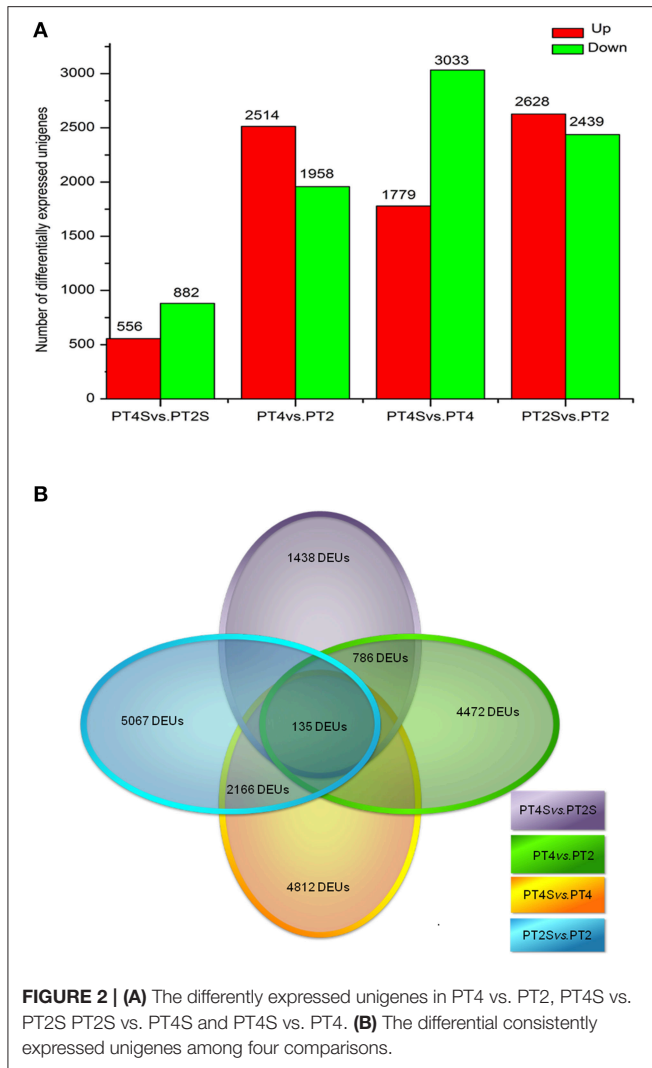 A
Up
Down
Number of differentially expressed unigenes
3000
2500
2000
1500
1000
500
0
556
882
2514
1958
1779
3033
2628
2439
PT4Svs.PT2S
PT4vs.PT2
PT4Svs.PT4
PT2Svs.PT2
B
1438 DEUs
786 DEUs
5067 DEUs
135 DEUs
4472 DEUs
2166 DEUs
4812 DEUs
PT4Svs.PT2S
PT4vs.PT2
PT4Svs.PT4
PT2Svs.PT2
FIGURE 2 | (A) The differently expressed unigenes in PT4 vs. PT2, PT4S vs.
PT2S PT2S vs. PT4S and PT4S vs. PT4. (B) The differential consistently
expressed unigenes among four comparisons.